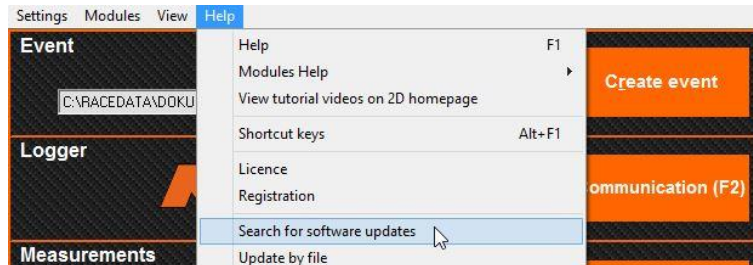 Settings Modules View Help
Event
C:\RACEDATA\DOKU
Logger
Measurements
Help F1
Modules Help
View tutorial videos on 2D homepage
Shortcut keys Alt+F1
Licence
Registration
Search for software updates
Update by file
Create event
ommunication (F2)